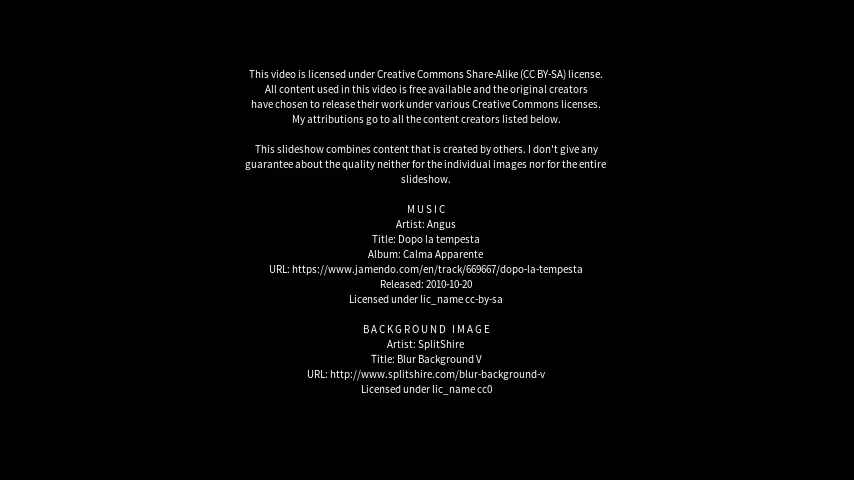 This video is licensed under Creative Commons Share-Alike (CC BY-SA) license.
All content used in this video is free available and the original creators
have chosen to release their work under various Creative Commons licenses.
My attributions go to all the content creators listed below.
This slideshow combines content that is created by others. I don't give any
guarantee about the quality neither for the individual images nor for the entire
slideshow.
MUSIC
Artist: Angus
Title: Dopo la tempesta
Album: Calma Apparente
URL: https://www.jamendo.com/en/track/669667/dopo-la-tempesta
Released: 2010-10-20
Licensed under lic_name cc-by-sa
BACKGROUND IMAGE
Artist: SplitShire
Title: Blur Background V
URL: http://www.splitshire.com/blur-background-v
Licensed under lic_name cc0